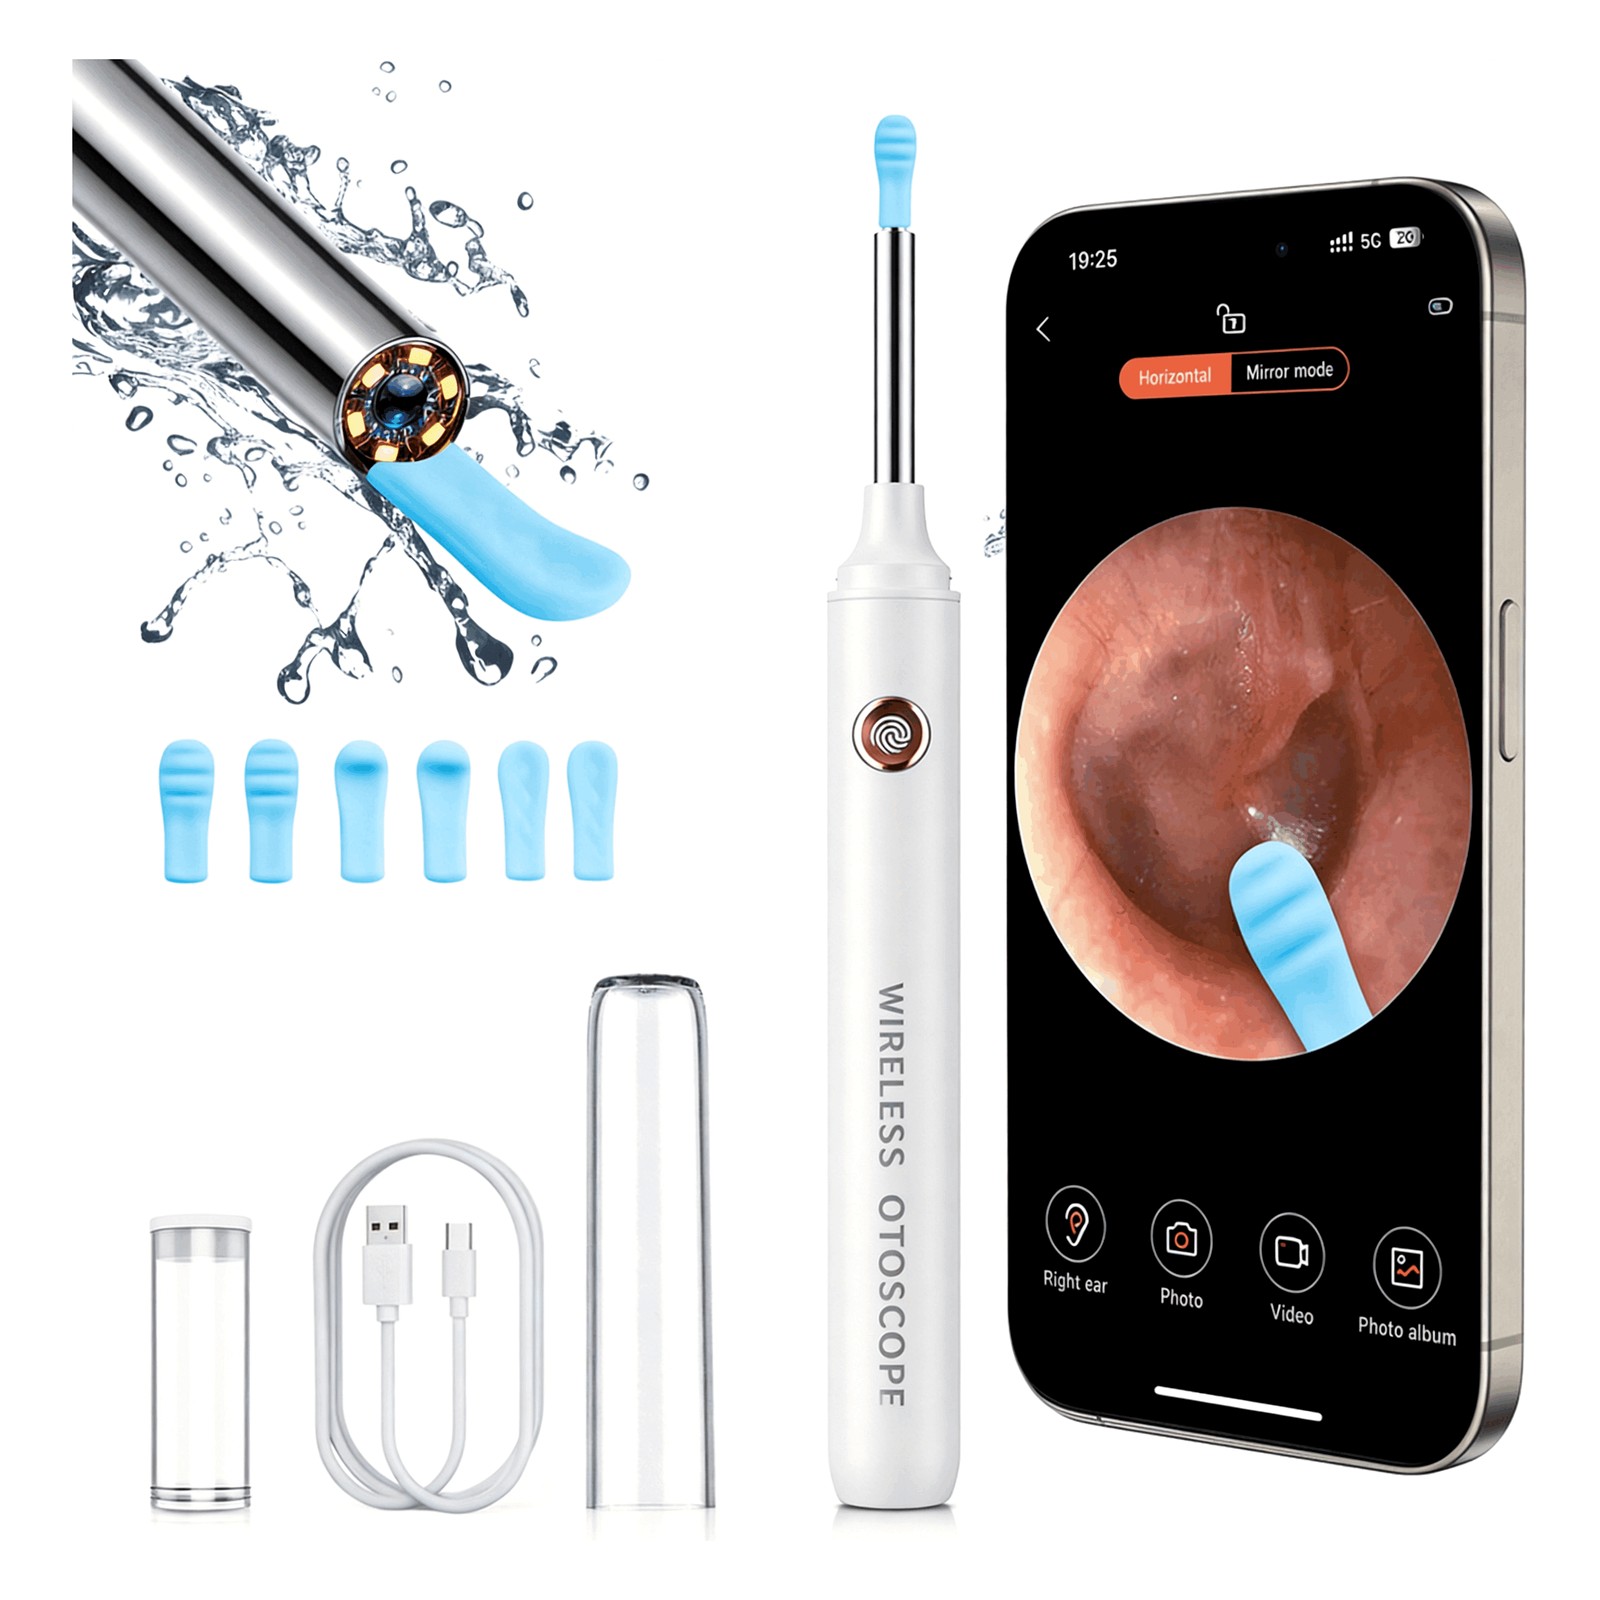 19:25
5G 20
Horizontal
Mirror mode
WIRELESS OTOSCOPE
Right ear
Photo
Video
Photo album